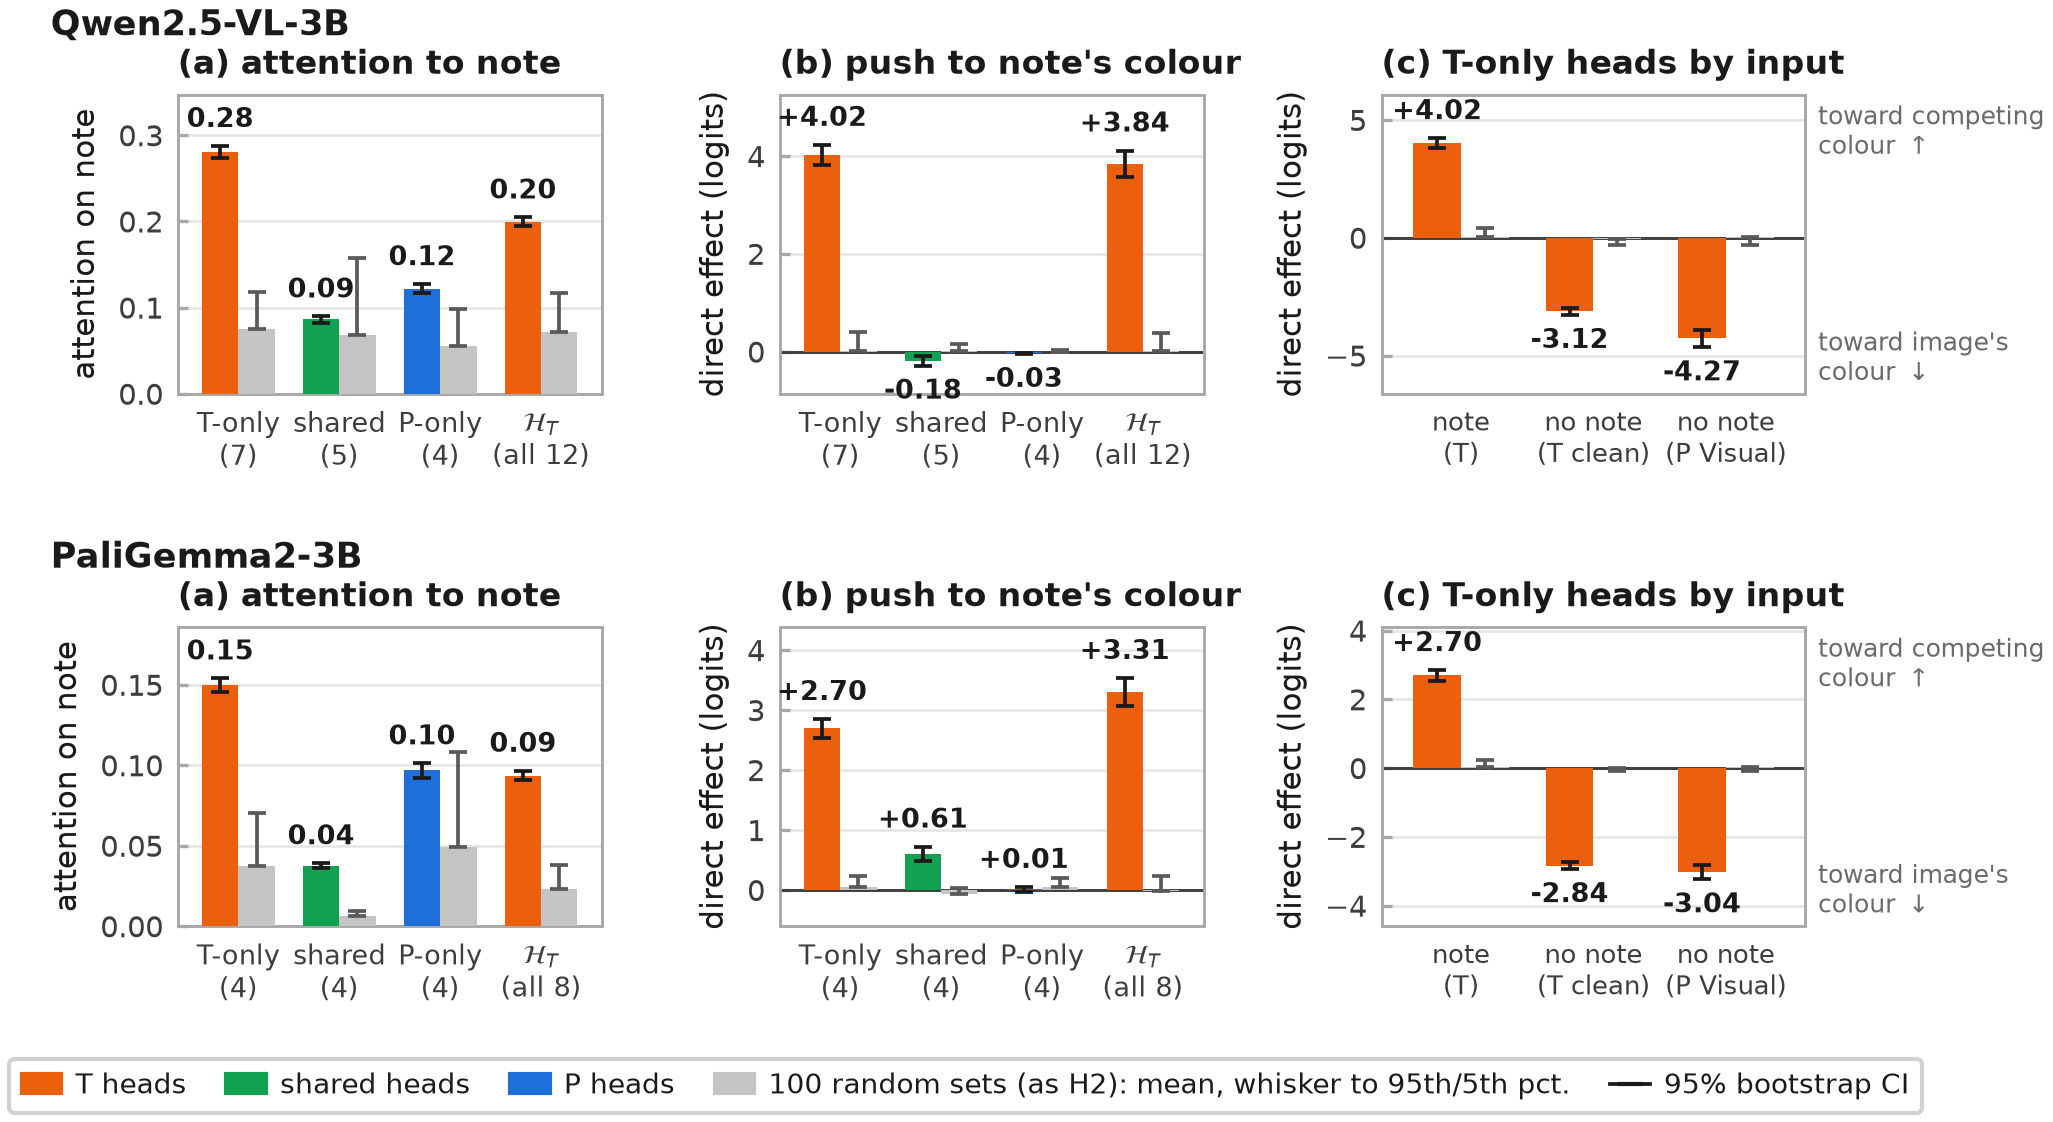 Qwen2.5-VL-3B
(a) attention to note
attention on note
0.3
0.2
0.1
0.0
0.28
0.09
0.12
0.20
T-only
(7)
shared
(5)
P-only
(4)
ℋT
(all 12)
(b) push to note's colour
direct effect (logits)
4
2
0
+4.02
-0.18
-0.03
+3.84
T-only
(7)
shared
(5)
P-only
(4)
ℋT
(all 12)
(c) T-only heads by input
direct effect (logits)
5
0
−5
+4.02
-3.12
-4.27
note
(T)
no note
(T clean)
no note
(P Visual)
toward competing
colour ↑
toward image's
colour ↓
PaliGemma2-3B
(a) attention to note
attention on note
0.15
0.10
0.05
0.00
0.15
0.04
0.10
0.09
T-only
(4)
shared
(4)
P-only
(4)
ℋT
(all 8)
(b) push to note's colour
direct effect (logits)
4
3
2
1
0
+2.70
+0.61
+0.01
+3.31
T-only
(4)
shared
(4)
P-only
(4)
ℋT
(all 8)
(c) T-only heads by input
direct effect (logits)
4
2
0
−2
−4
+2.70
-2.84
-3.04
note
(T)
no note
(T clean)
no note
(P Visual)
toward competing
colour ↑
toward image's
colour ↓
T heads
shared heads
P heads
100 random sets (as H2): mean, whisker to 95th/5th pct.
95% bootstrap CI